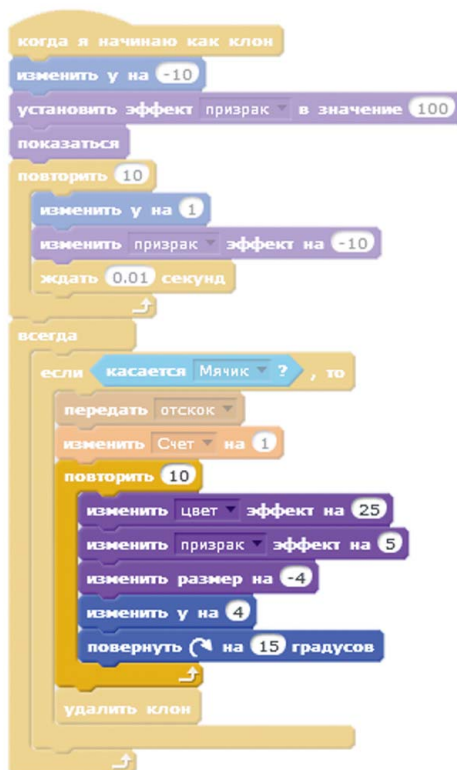 когда я начинаю как клон
изменить y на -10
установить эффект призрак в значение 100
показаться
повторить 10
изменить y на 1
изменить призрак эффект на -10
ждать 0.01 секунд
всегда
если касается Мячик ? , то
передать отскок
изменить Счет на 1
повторить 10
изменить цвет эффект на 25
изменить призрак эффект на 5
изменить размер на -4
изменить y на 4
повернуть на 15 градусов
удалить клон